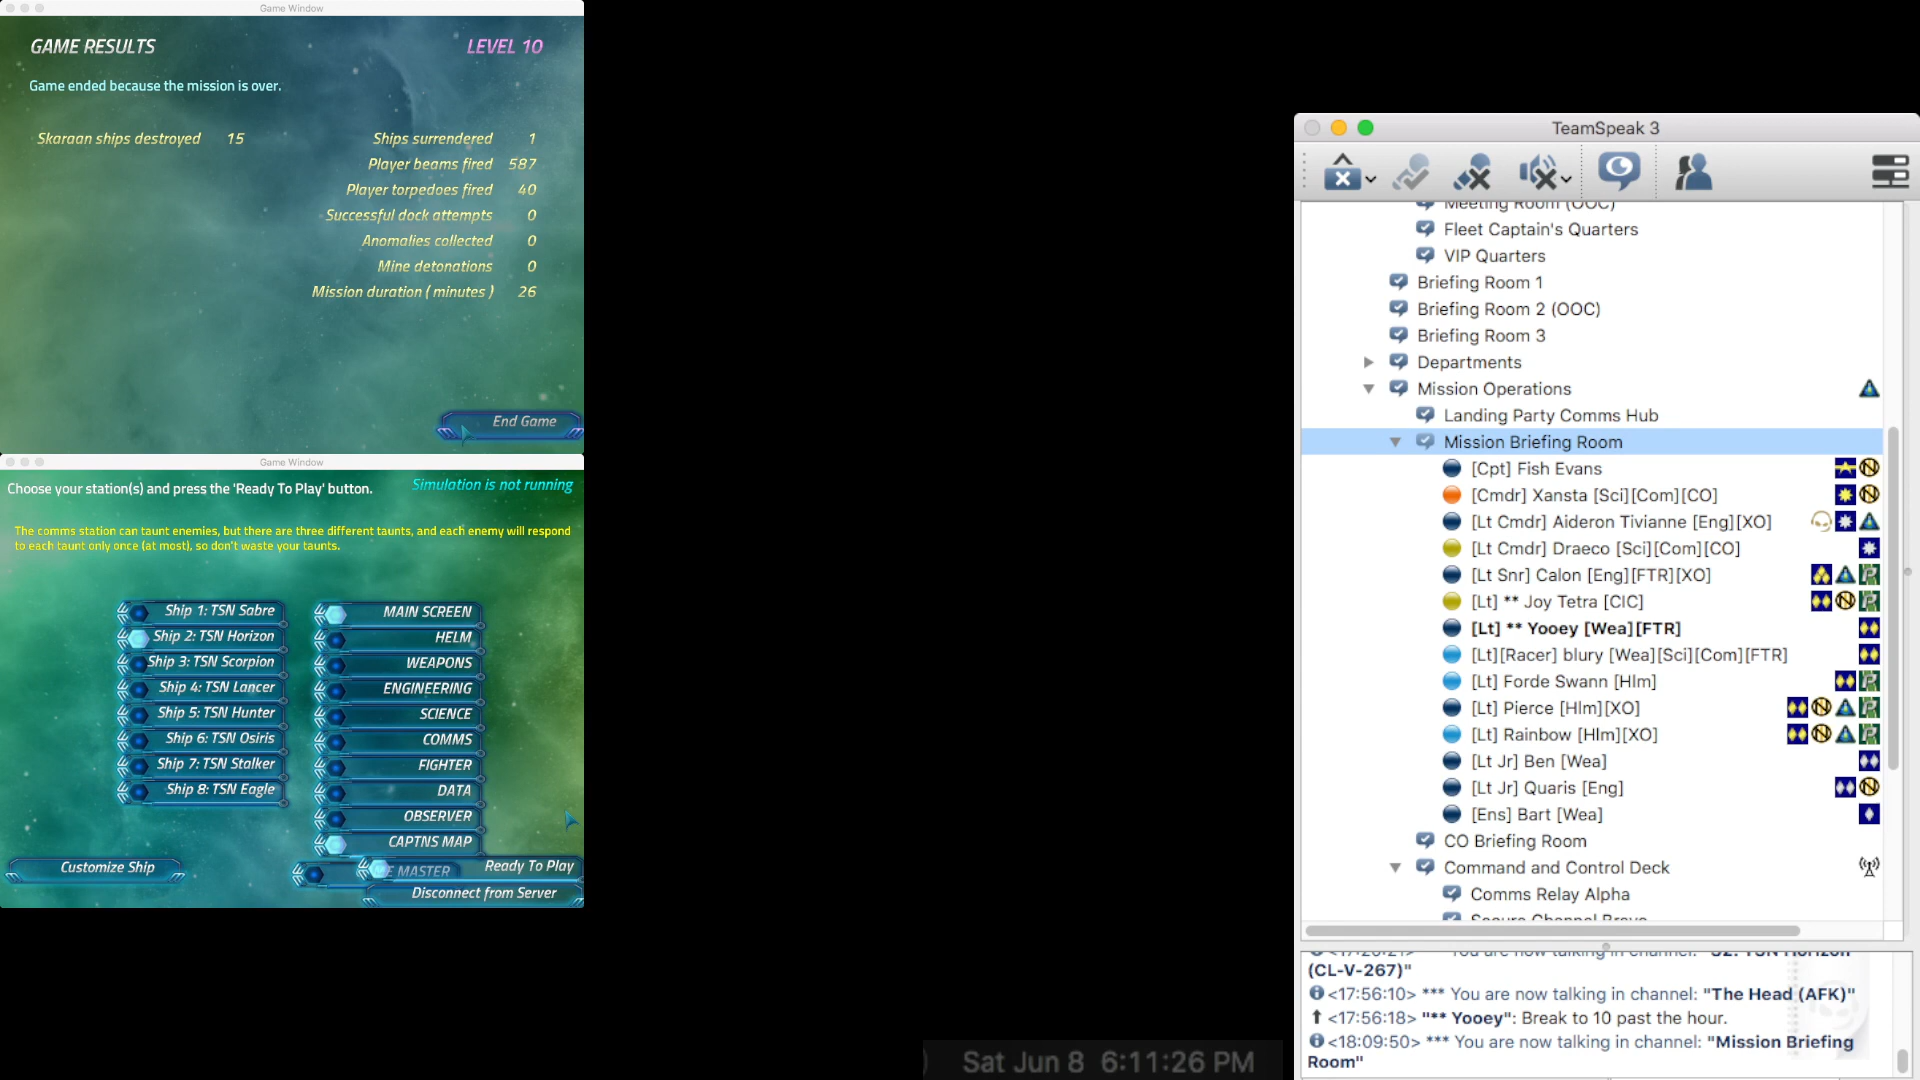 Game Window
GAME RESULTS
LEVEL 10
Game ended because the mission is over.
Skaraan ships destroyed 15
Ships surrendered 1
Player beams fired 587
Player torpedoes fired 40
Successful dock attempts 0
Anomalies collected 0
Mine detonations 0
Mission duration ( minutes ) 26
End Game
Game Window
Choose your station(s) and press the 'Ready To Play' button.
Simulation is not running
The comms station can taunt enemies, but there are three different taunts, and each enemy will respond
to each taunt only once (at most), so don't waste your taunts.
Ship 1: TSN Sabre
Ship 2: TSN Horizon
Ship 3: TSN Scorpion
Ship 4: TSN Lancer
Ship 5: TSN Hunter
Ship 6: TSN Osiris
Ship 7: TSN Stalker
Ship 8: TSN Eagle
MAIN SCREEN
HELM
WEAPONS
ENGINEERING
SCIENCE
COMMS
FIGHTER
DATA
OBSERVER
CAPTNS MAP
E MASTER
Ready To Play
Customize Ship
Disconnect from Server
TeamSpeak 3
Meeting Room (OOC)
Fleet Captain's Quarters
VIP Quarters
Briefing Room 1
Briefing Room 2 (OOC)
Briefing Room 3
Departments
Mission Operations
Landing Party Comms Hub
Mission Briefing Room
[Cpt] Fish Evans
[Cmdr] Xansta [Sci][Com][CO]
[Lt Cmdr] Aideron Tivianne [Eng][XO]
[Lt Cmdr] Draeco [Sci][Com][CO]
[Lt Snr] Calon [Eng][FTR][XO]
[Lt] ** Joy Tetra [CIC]
[Lt] ** Yooey [Wea][FTR]
[Lt][Racer] blury [Wea][Sci][Com][FTR]
[Lt] Forde Swann [Hlm]
[Lt] Pierce [Hlm][XO]
[Lt] Rainbow [Hlm][XO]
[Lt Jr] Ben [Wea]
[Lt Jr] Quaris [Eng]
[Ens] Bart [Wea]
CO Briefing Room
Command and Control Deck
Comms Relay Alpha
Secure Channel Bravo
You are now talking in channel: TSN Horizon
(CL-V-267)"
<17:56:10> *** You are now talking in channel: "The Head (AFK)"
<17:56:18> "** Yooey": Break to 10 past the hour.
<18:09:50> *** You are now talking in channel: "Mission Briefing
Room"
Sat Jun 8 6:11:26 PM